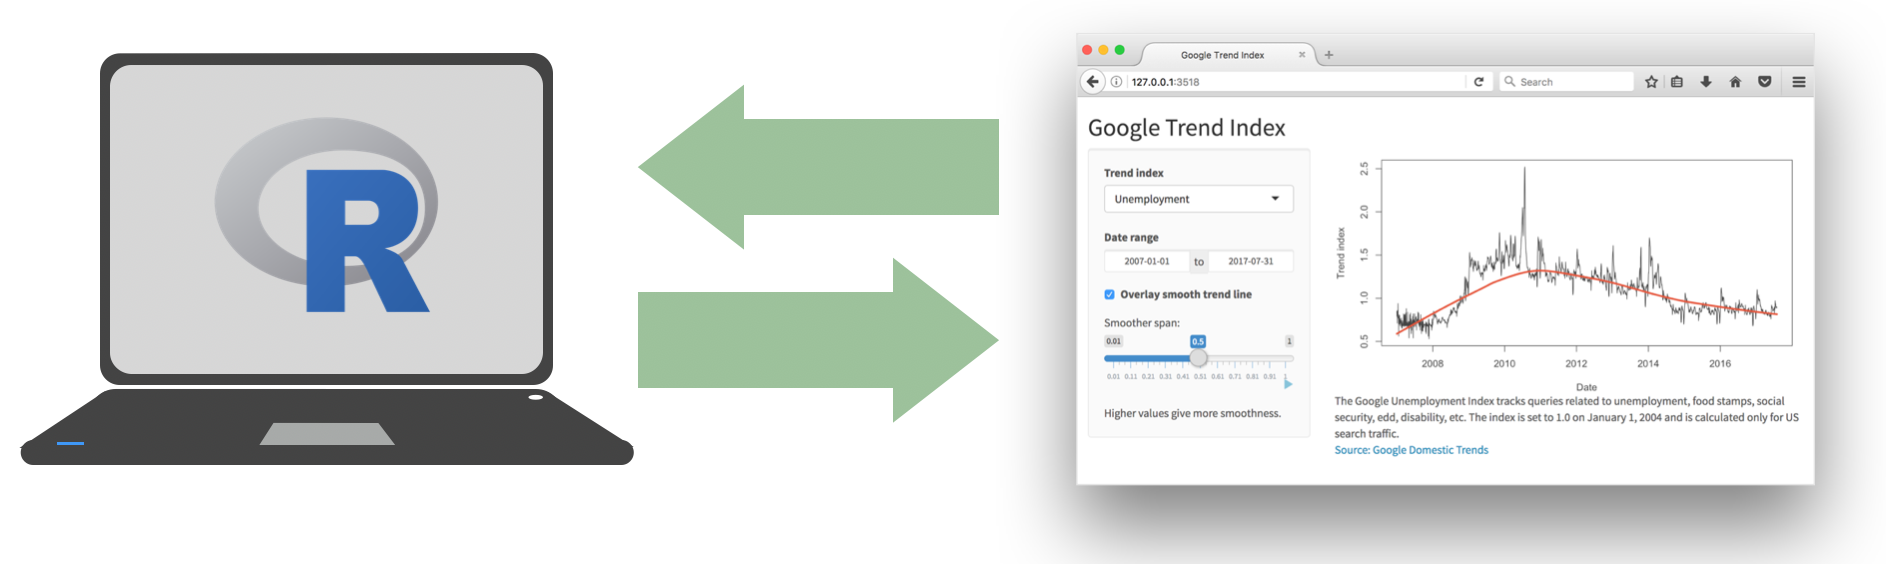 R
Google Trend Index
127.0.0.1:3518
Search
Google Trend Index
Trend index
Unemployment
Date range
2007-01-01 to 2017-07-31
Overlay smooth trend line
Smoother span:
0.01 0.5 1
0.01 0.11 0.21 0.31 0.41 0.51 0.61 0.71 0.81 0.91 1
Higher values give more smoothness.
Trend index
2.5
2.0
1.5
1.0
0.5
2008 2010 2012 2014 2016
Date
The Google Unemployment Index tracks queries related to unemployment, food stamps, social
security, edd, disability, etc. The index is set to 1.0 on January 1, 2004 and is calculated only for US
search traffic.
Source: Google Domestic Trends